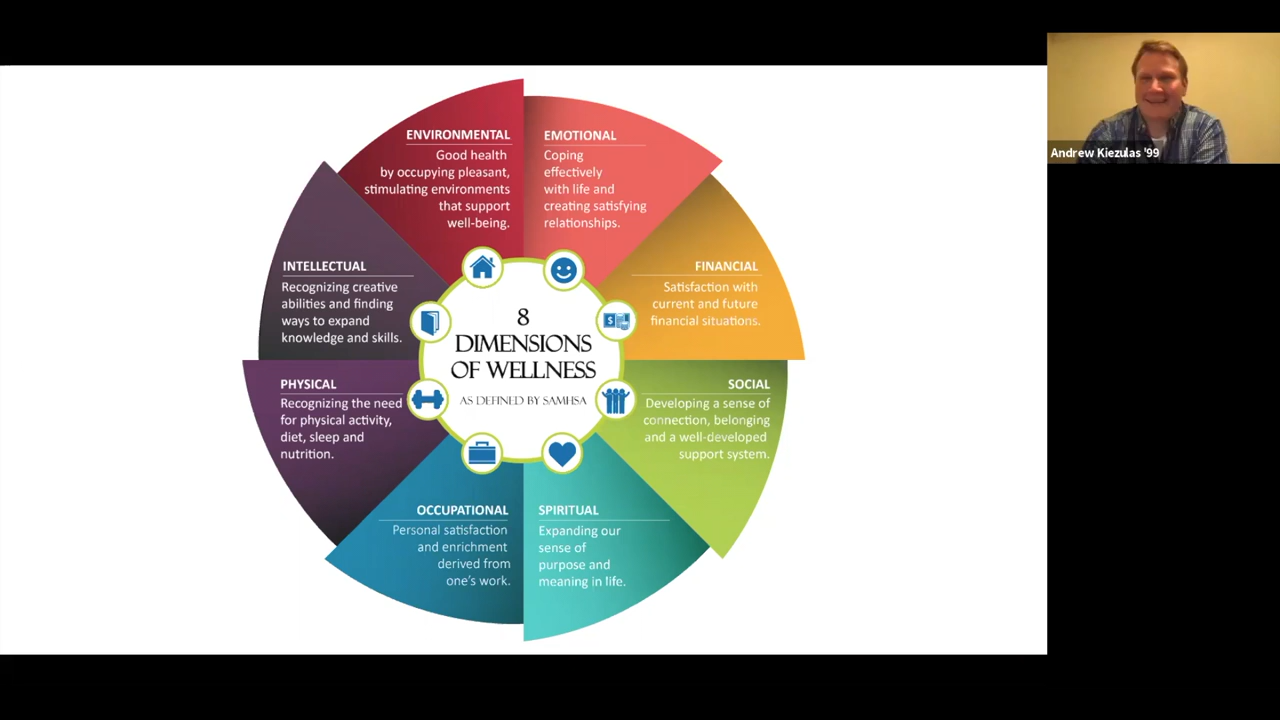 ENVIRONMENTAL
Good health
by occupying pleasant,
stimulating environments
that support
well-being.
EMOTIONAL
Coping
effectively
with life and
creating satisfying
relationships.
FINANCIAL
Satisfaction with
current and future
financial situations.
SOCIAL
Developing a sense of
connection, belonging
and a well-developed
support system.
SPIRITUAL
Expanding our
sense of
purpose and
meaning in life.
OCCUPATIONAL
Personal satisfaction
and enrichment
derived from
one's work.
PHYSICAL
Recognizing the need
for physical activity,
diet, sleep and
nutrition.
INTELLECTUAL
Recognizing creative
abilities and finding
ways to expand
knowledge and skills.
8
DIMENSIONS
OF WELLNESS
AS DEFINED BY SAMHSA
$
Andrew Kiezulas '99